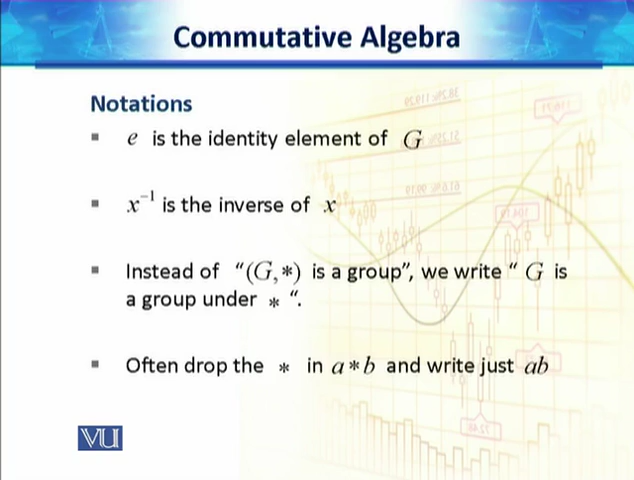 Commutative Algebra
Notations
▪ e is the identity element of G
▪ x⁻¹ is the inverse of x
▪ Instead of “(G,*) is a group”, we write “ G is
a group under * “.
▪ Often drop the * in a*b and write just ab
VU